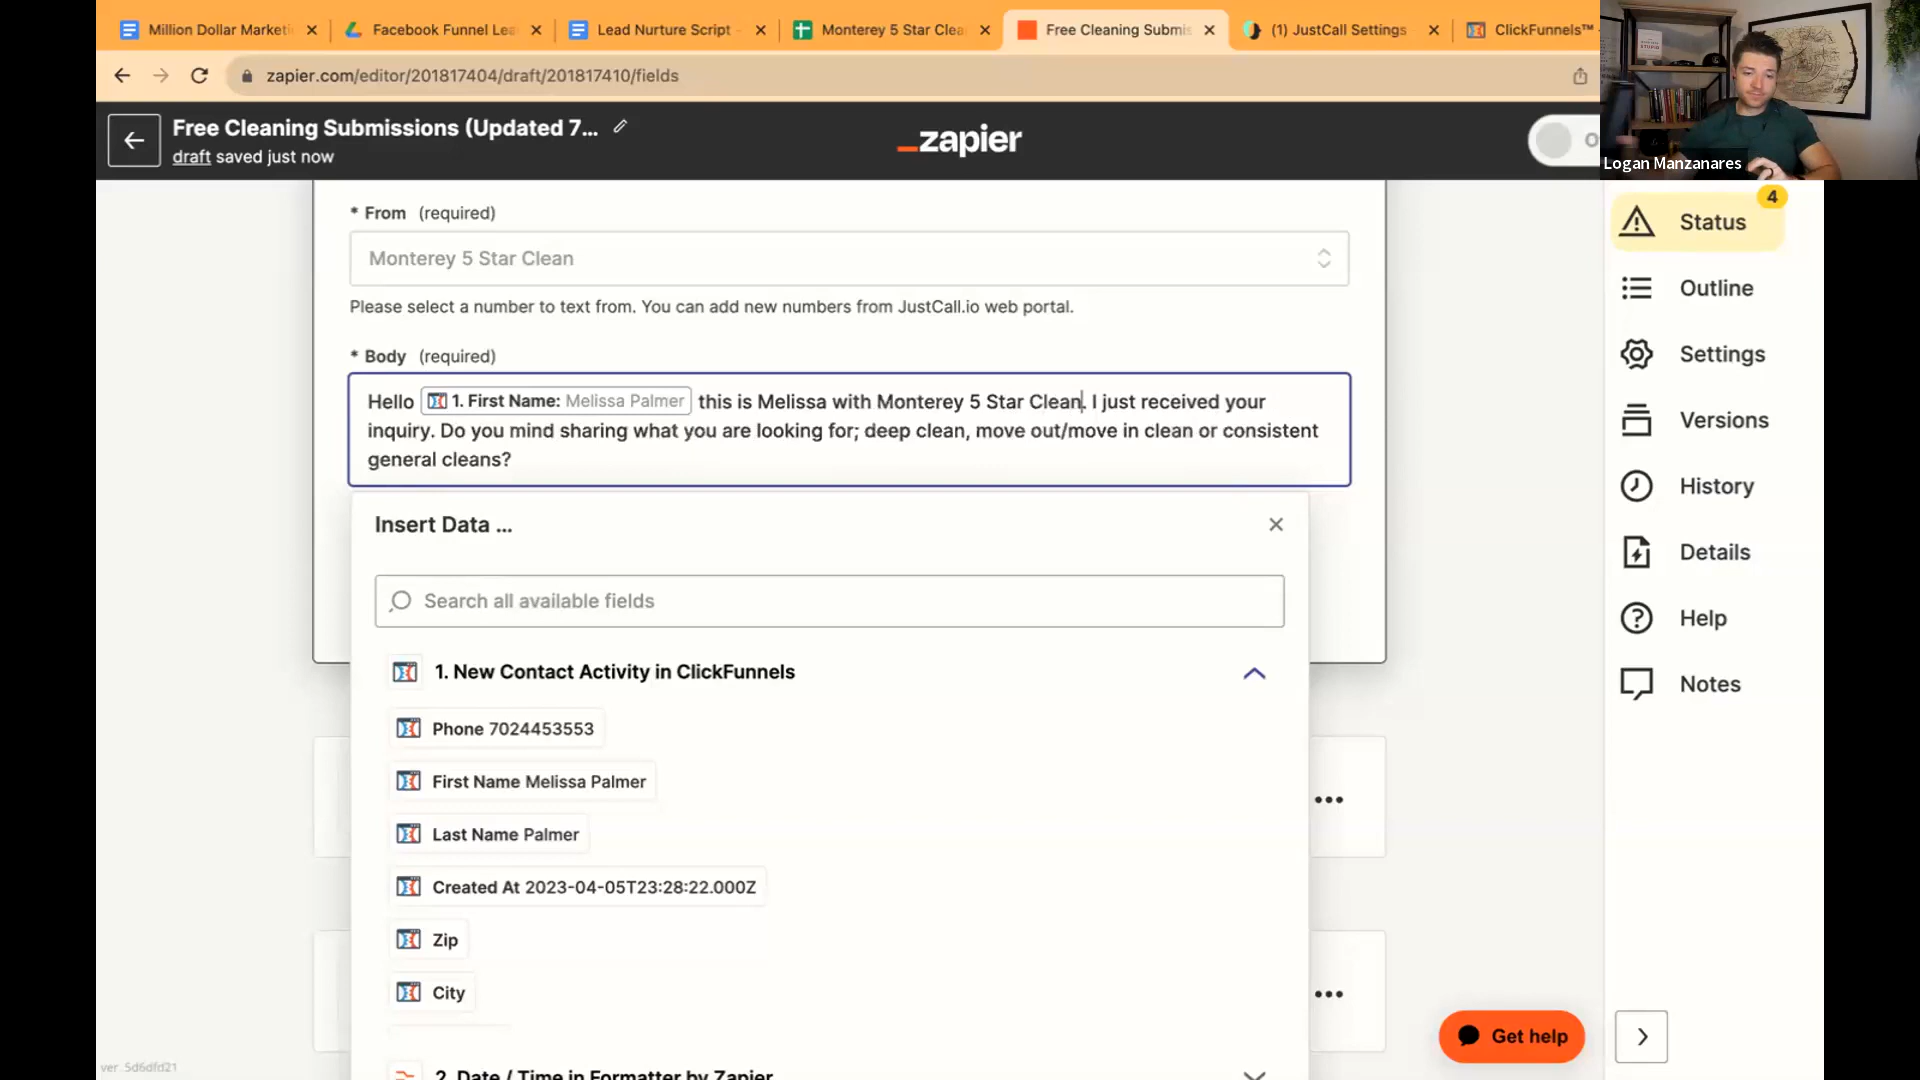 Million Dollar Marketi
Facebook Funnel Lea
Lead Nurture Script -
Monterey 5 Star Clea
Free Cleaning Submis
(1) JustCall Settings
ClickFunnels™
zapier.com/editor/201817404/draft/201817410/fields
Free Cleaning Submissions (Updated 7...
draft saved just now
zapier
Logan Manzanares
* From (required)
Monterey 5 Star Clean
Please select a number to text from. You can add new numbers from JustCall.io web portal.
* Body (required)
Hello 1. First Name: Melissa Palmer this is Melissa with Monterey 5 Star Clean. I just received your
inquiry. Do you mind sharing what you are looking for; deep clean, move out/move in clean or consistent
general cleans?
Insert Data ...
Search all available fields
1. New Contact Activity in ClickFunnels
Phone 7024453553
First Name Melissa Palmer
Last Name Palmer
Created At 2023-04-05T23:28:22.000Z
Zip
City
2. Date / Time in Formatter by Zapier
4
Status
Outline
Settings
Versions
History
Details
Help
Notes
Get help
ver. 5d6dfd21